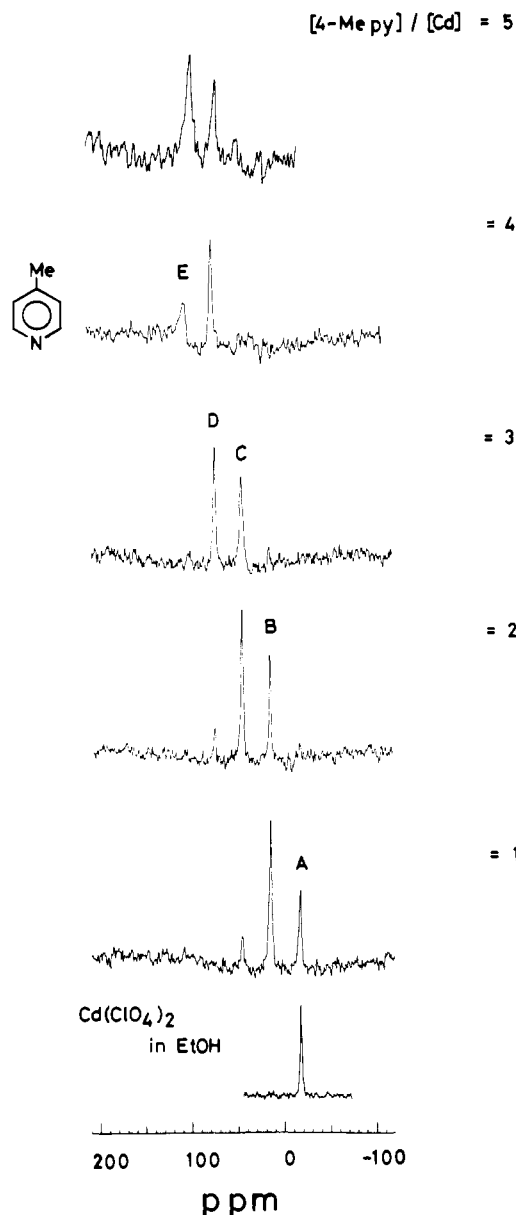 [4-Me py] / [Cd] = 5
= 4
Me
E
N
D
C
= 3
= 2
B
= 1
A
Cd(ClO4)2
in EtOH
200 100 0 -100
ppm